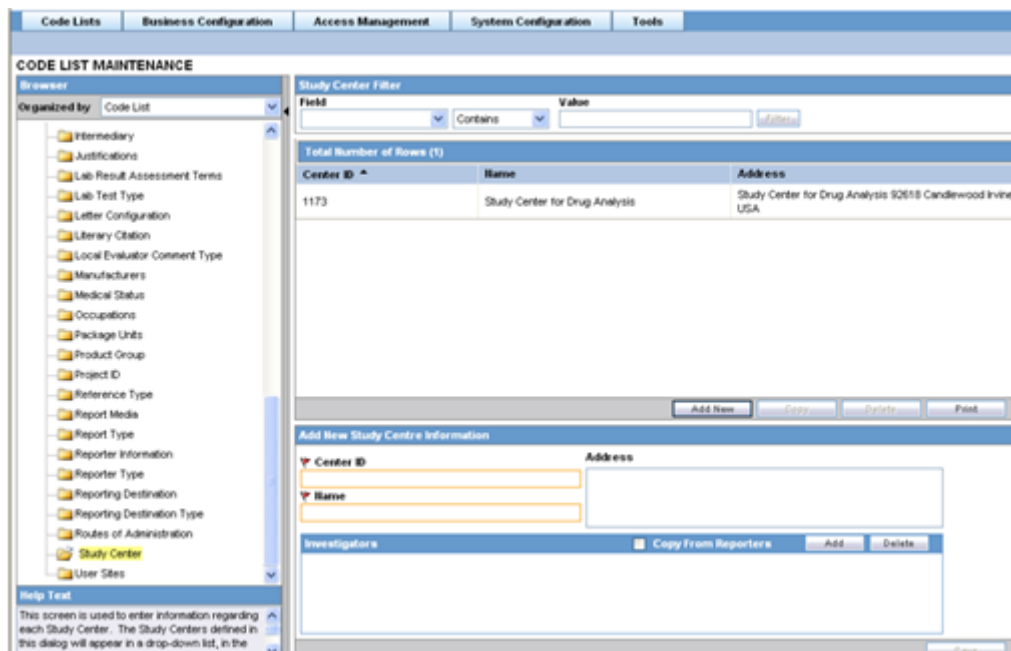 Code Lists Business Configuration Access Management System Configuration Tools
CODE LIST MAINTENANCE
Browser
Organized by Code List
Intermediary
Justifications
Lab Result Assessment Terms
Lab Test Type
Letter Configuration
Literary Citation
Local Evaluator Comment Type
Manufacturers
Medical Status
Occupations
Package Units
Product Group
Project ID
Reference Type
Report Media
Report Type
Reporter Information
Reporter Type
Reporting Destination
Reporting Destination Type
Routes of Administration
Study Center
User Sites
Help Text
This screen is used to enter information regarding
each Study Center. The Study Centers defined in
this dialog will appear in a drop-down list, in the
Study Center Filter
Field Value
Contains Filter
Total Number of Rows (1)
Center ID Name Address
1173 Study Center for Drug Analysis Study Center for Drug Analysis 92618 Candlewood Irvine
USA
Add New Copy Delete Print
Add New Study Centre Information
Center ID Address
Name
Investigators Copy From Reporters Add Delete